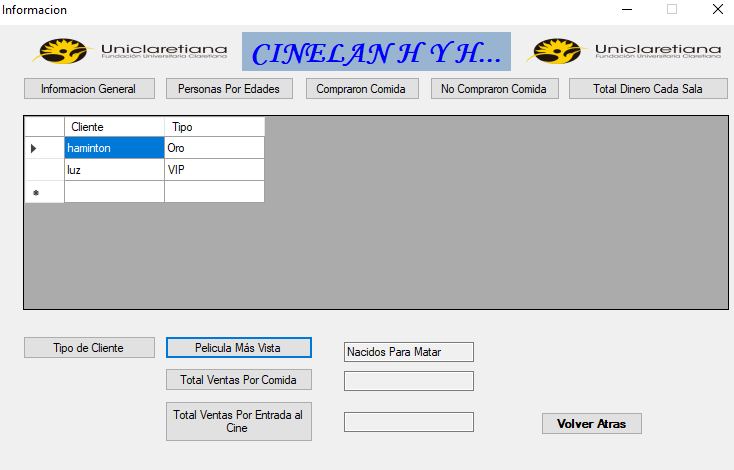 Informacion
Uniclaretiana
Fundación Universitaria Claretiana
CINELAN H Y H...
Uniclaretiana
Fundación Universitaria Claretiana
Informacion General
Personas Por Edades
Compraron Comida
No Compraron Comida
Total Dinero Cada Sala
Cliente Tipo
haminton Oro
luz VIP
Tipo de Cliente
Pelicula Más Vista
Nacidos Para Matar
Total Ventas Por Comida
Total Ventas Por Entrada al
Cine
Volver Atras